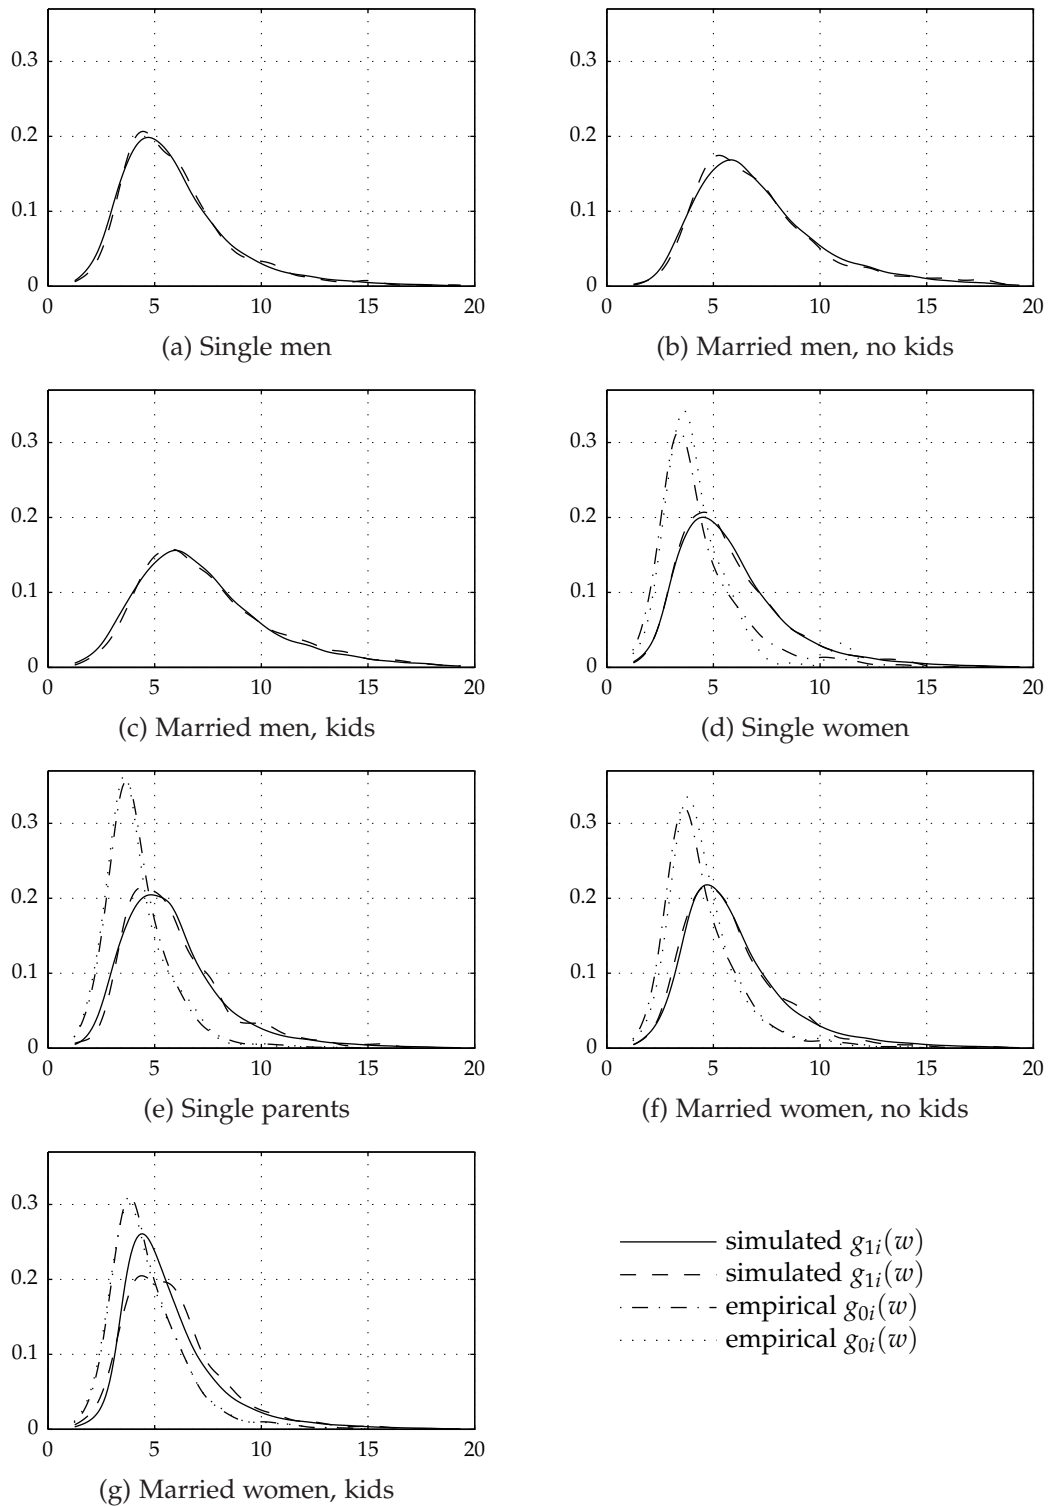 0.3
0.2
0.1
0
0 5 10 15 20
(a) Single men
0.3
0.2
0.1
0
0 5 10 15 20
(b) Married men, no kids
0.3
0.2
0.1
0
0 5 10 15 20
(c) Married men, kids
0.3
0.2
0.1
0
0 5 10 15 20
(d) Single women
0.3
0.2
0.1
0
0 5 10 15 20
(e) Single parents
0.3
0.2
0.1
0
0 5 10 15 20
(f) Married women, no kids
0.3
0.2
0.1
0
0 5 10 15 20
(g) Married women, kids
simulated g1i(w)
simulated g1i(w)
empirical g0i(w)
empirical g0i(w)